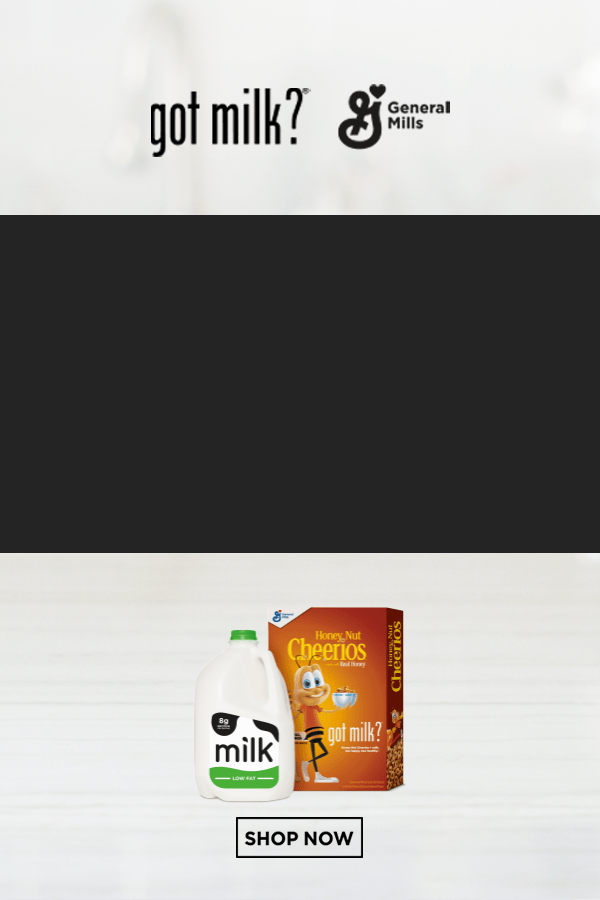 got milk?®
General
Mills
General
Mills
Honey Nut
Cheerios
Real Honey
got milk?
Honey Nut
Cheerios
8g
milk
LOW FAT
SHOP NOW